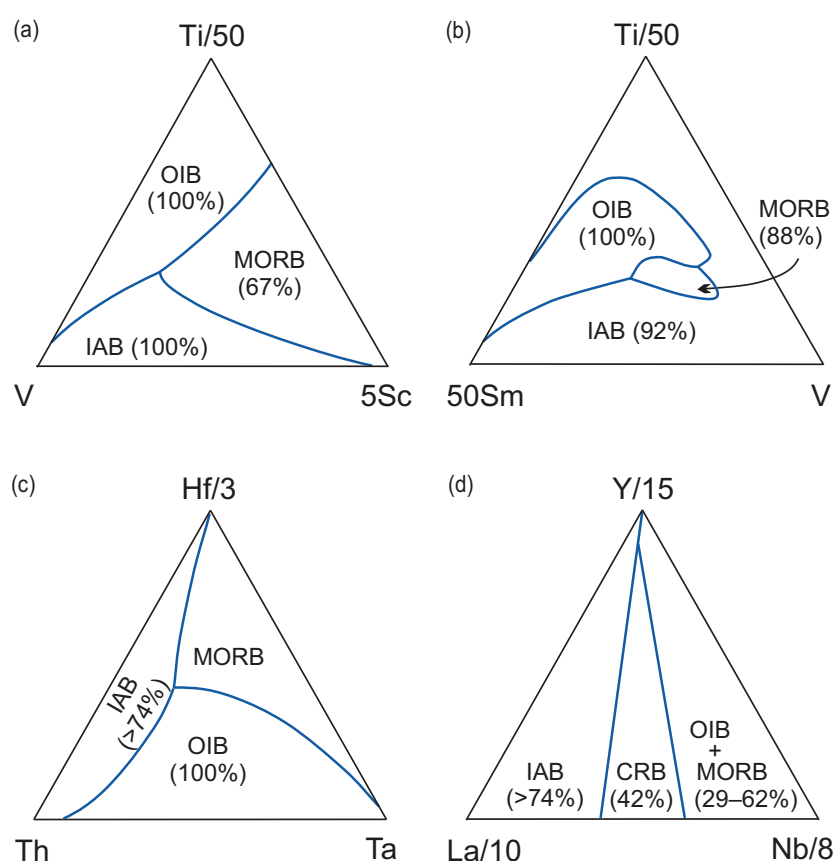 (a)
Ti/50
OIB
(100%)
MORB
(67%)
IAB (100%)
V
5Sc
(b)
Ti/50
OIB
(100%)
MORB
(88%)
IAB (92%)
50Sm
V
(c)
Hf/3
MORB
IAB
(>74%)
OIB
(100%)
Th
Ta
(d)
Y/15
IAB
(>74%)
CRB
(42%)
OIB
+
MORB
(29–62%)
La/10
Nb/8